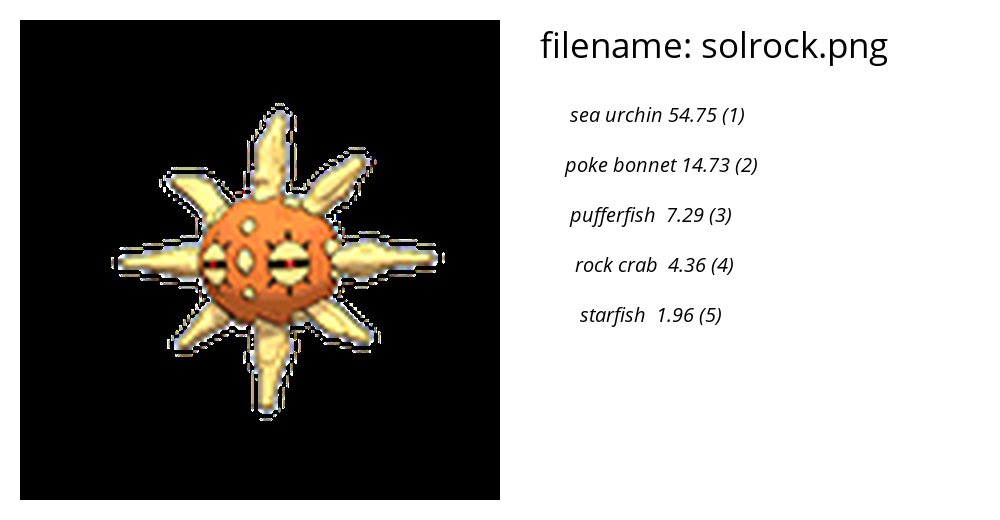 filename: solrock.png
sea urchin 54.75 (1)
poke bonnet 14.73 (2)
pufferfish 7.29 (3)
rock crab 4.36 (4)
starfish 1.96 (5)